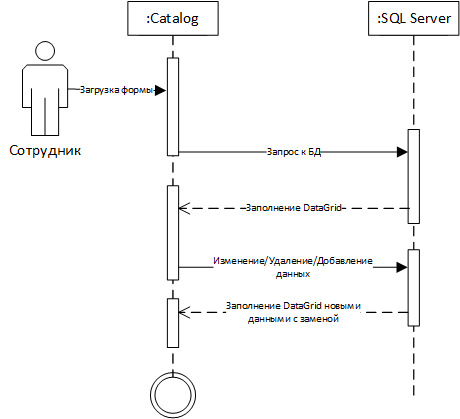 :Catalog
:SQL Server
Загрузка формы
Сотрудник
Запрос к БД
Заполнение DataGrid
Изменение/Удаление/Добавление
данных
Заполнение DataGrid новыми
данными с заменой